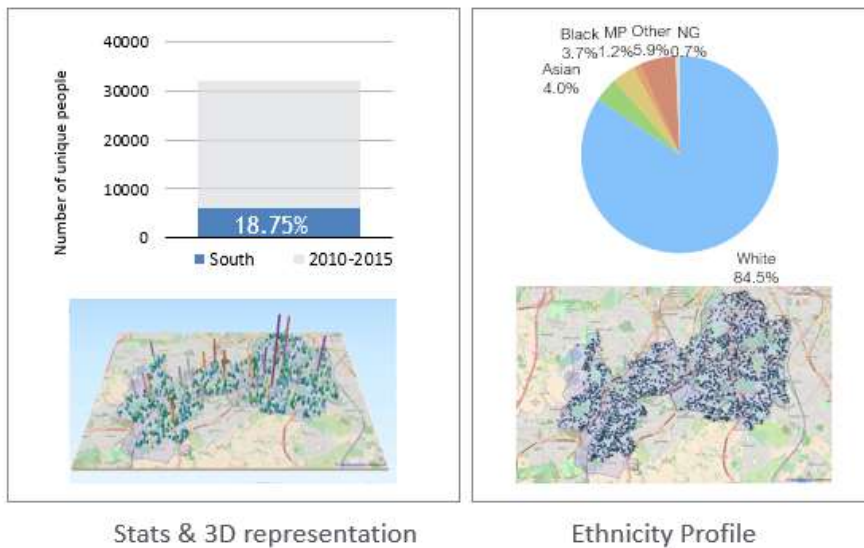 40000
30000
20000
10000
0
Number of unique people
18.75%
South 2010-2015
Black MP Other NG
3.7% 1.2% 5.9% 0.7%
Asian
4.0%
White
84.5%
Stats & 3D representation
Ethnicity Profile